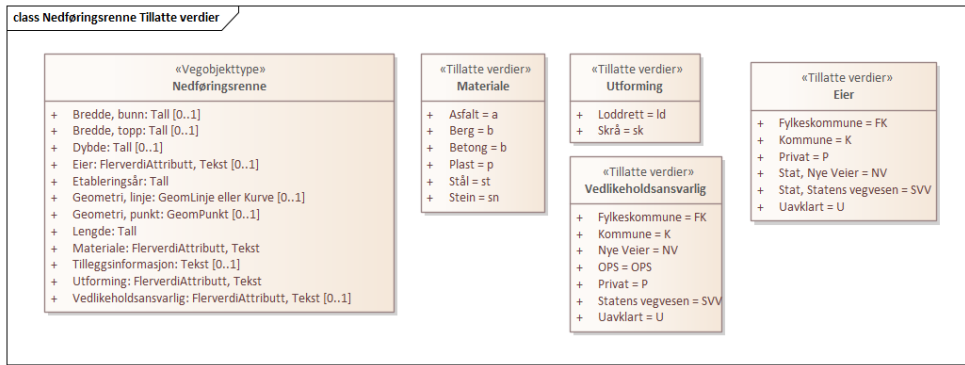 class Nedføringsrenne Tillatte verdier
«Vegobjekttype»
Nedføringsrenne
+ Bredde, bunn: Tall [0..1]
+ Bredde, topp: Tall [0..1]
+ Dybde: Tall [0..1]
+ Eier: FlerverdiAttributt, Tekst [0..1]
+ Etableringsår: Tall
+ Geometri, linje: GeomLinje eller Kurve [0..1]
+ Geometri, punkt: GeomPunkt [0..1]
+ Lengde: Tall
+ Materiale: FlerverdiAttributt, Tekst
+ Tilleggsinformasjon: Tekst [0..1]
+ Utforming: FlerverdiAttributt, Tekst
+ Vedlikeholdsansvarlig: FlerverdiAttributt, Tekst [0..1]
«Tillatte verdier»
Materiale
+ Asfalt = a
+ Berg = b
+ Betong = b
+ Plast = p
+ Stål = st
+ Stein = sn
«Tillatte verdier»
Utforming
+ Loddrett = ld
+ Skrå = sk
«Tillatte verdier»
Vedlikeholdsansvarlig
+ Fylkeskommune = FK
+ Kommune = K
+ Nye Veier = NV
+ OPS = OPS
+ Privat = P
+ Statens vegvesen = SVV
+ Uavklart = U
«Tillatte verdier»
Eier
+ Fylkeskommune = FK
+ Kommune = K
+ Privat = P
+ Stat, Nye Veier = NV
+ Stat, Statens vegvesen = SVV
+ Uavklart = U